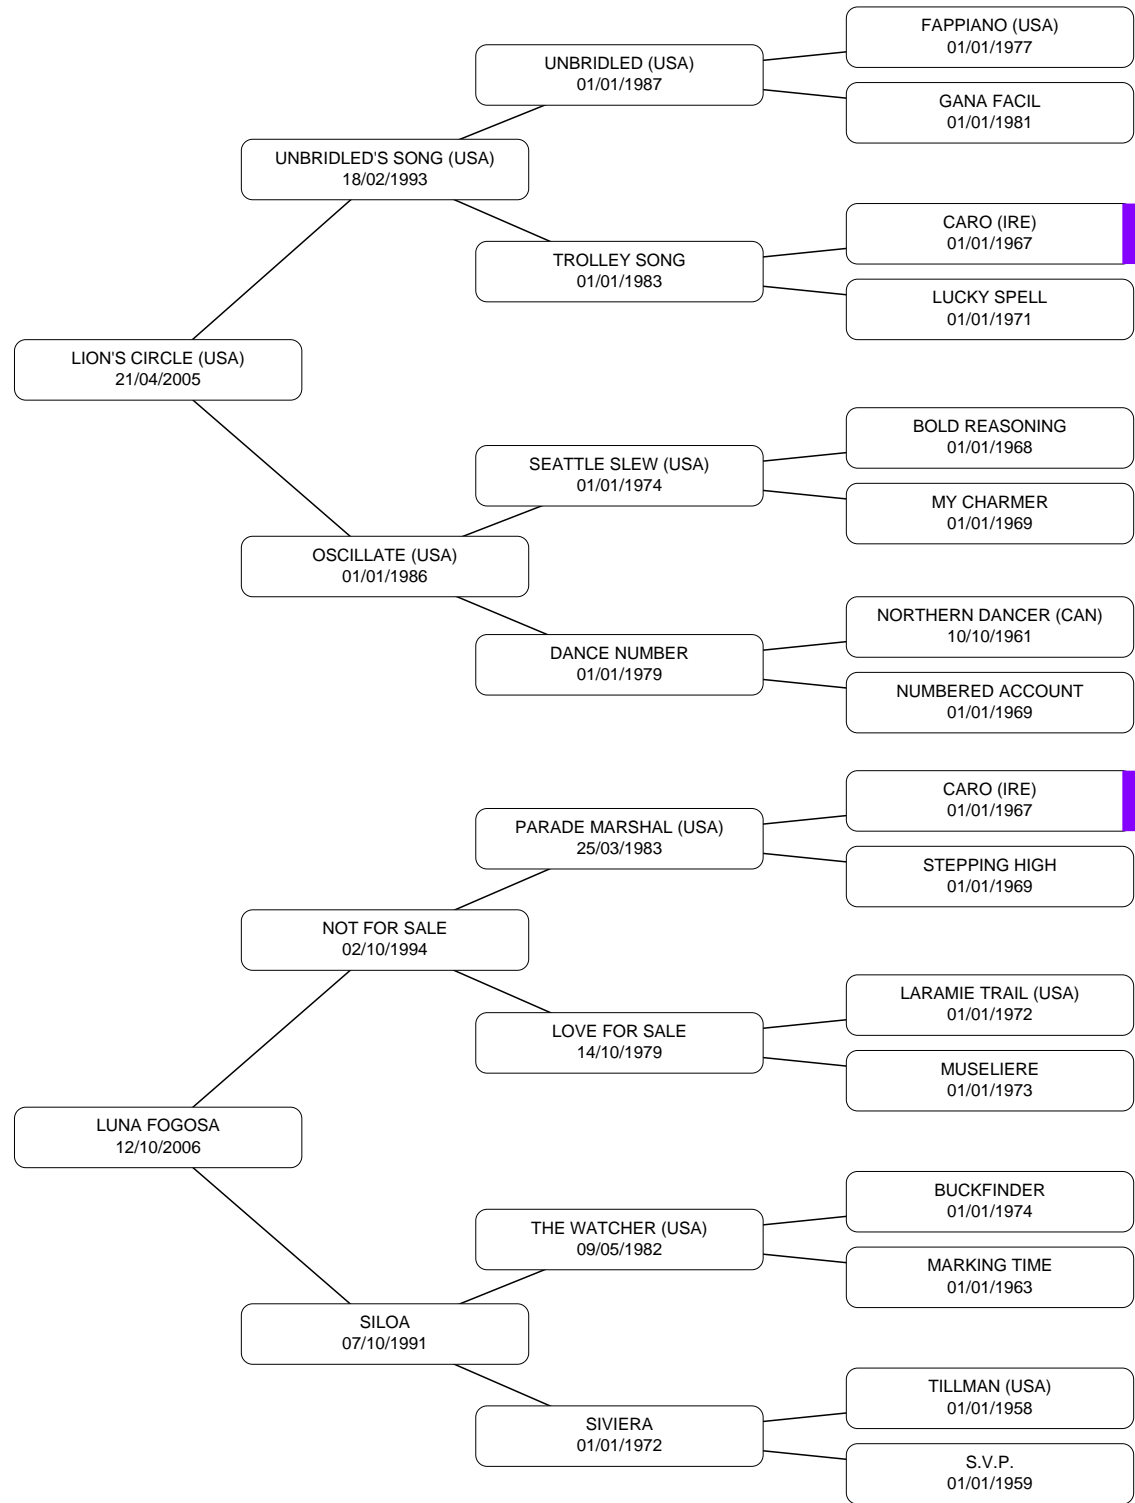 FAPPIANO (USA)
01/01/1977
UNBRIDLED (USA)
01/01/1987
GANA FACIL
01/01/1981
UNBRIDLED'S SONG (USA)
18/02/1993
CARO (IRE)
01/01/1967
TROLLEY SONG
01/01/1983
LUCKY SPELL
01/01/1971
LION'S CIRCLE (USA)
21/04/2005
BOLD REASONING
01/01/1968
SEATTLE SLEW (USA)
01/01/1974
MY CHARMER
01/01/1969
OSCILLATE (USA)
01/01/1986
NORTHERN DANCER (CAN)
10/10/1961
DANCE NUMBER
01/01/1979
NUMBERED ACCOUNT
01/01/1969
CARO (IRE)
01/01/1967
PARADE MARSHAL (USA)
25/03/1983
STEPPING HIGH
01/01/1969
NOT FOR SALE
02/10/1994
LARAMIE TRAIL (USA)
01/01/1972
LOVE FOR SALE
14/10/1979
MUSELIERE
01/01/1973
LUNA FOGOSA
12/10/2006
BUCKFINDER
01/01/1974
THE WATCHER (USA)
09/05/1982
MARKING TIME
01/01/1963
SILOA
07/10/1991
TILLMAN (USA)
01/01/1958
SIVIERA
01/01/1972
S.V.P.
01/01/1959